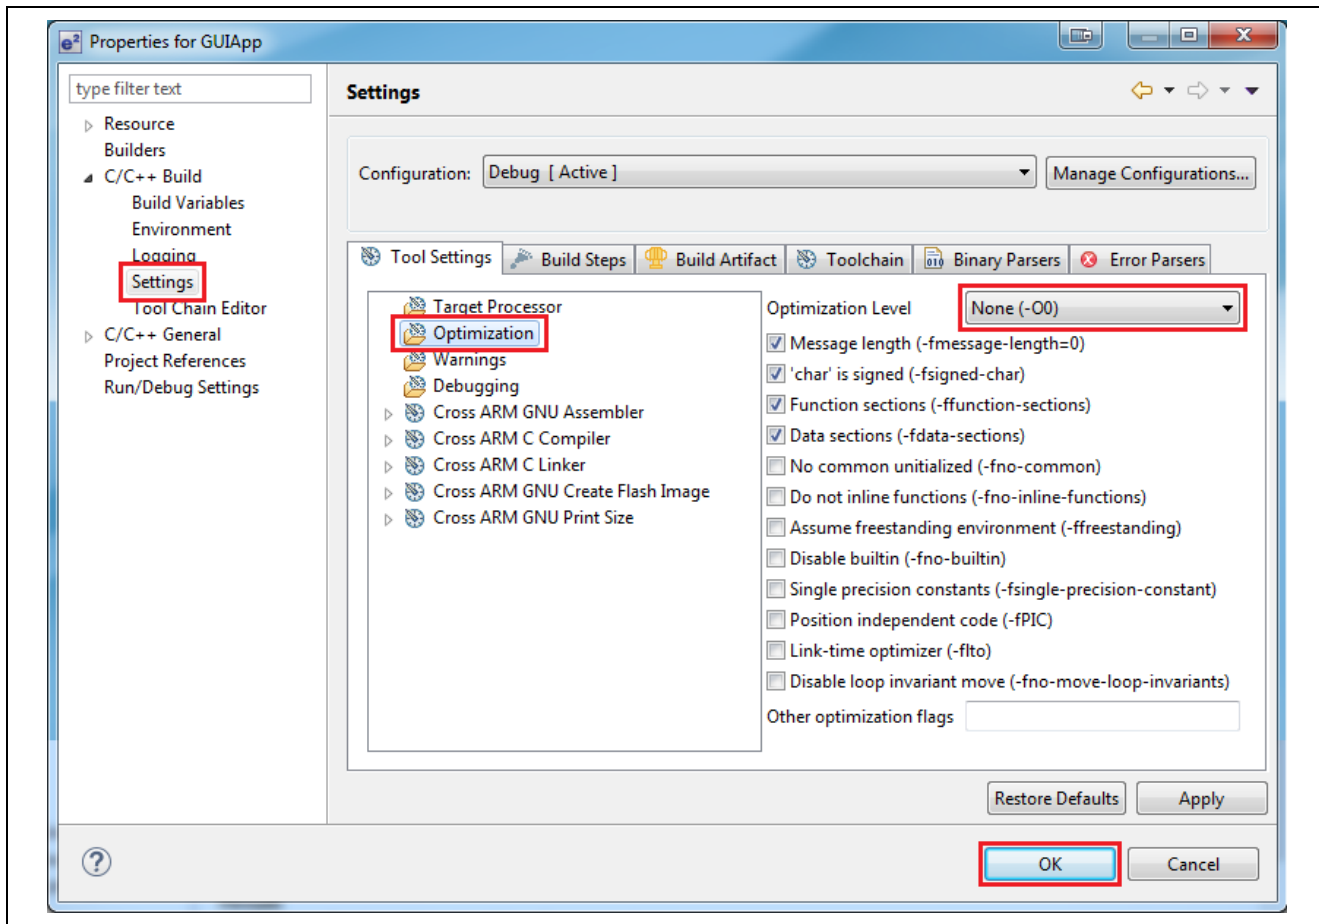 e² Properties for GUIApp
type filter text
Resource
Builders
C/C++ Build
Build Variables
Environment
Logging
Settings
Tool Chain Editor
C/C++ General
Project References
Run/Debug Settings
Settings
Configuration: Debug [ Active ] Manage Configurations...
Tool Settings Build Steps Build Artifact Toolchain 010 Binary Parsers Error Parsers
Target Processor
Optimization
Warnings
Debugging
Cross ARM GNU Assembler
Cross ARM C Compiler
Cross ARM C Linker
Cross ARM GNU Create Flash Image
Cross ARM GNU Print Size
Optimization Level None (-O0)
Message length (-fmessage-length=0)
'char' is signed (-fsigned-char)
Function sections (-ffunction-sections)
Data sections (-fdata-sections)
No common unitialized (-fno-common)
Do not inline functions (-fno-inline-functions)
Assume freestanding environment (-ffreestanding)
Disable builtin (-fno-builtin)
Single precision constants (-fsingle-precision-constant)
Position independent code (-fPIC)
Link-time optimizer (-flto)
Disable loop invariant move (-fno-move-loop-invariants)
Other optimization flags
Restore Defaults Apply
? OK Cancel